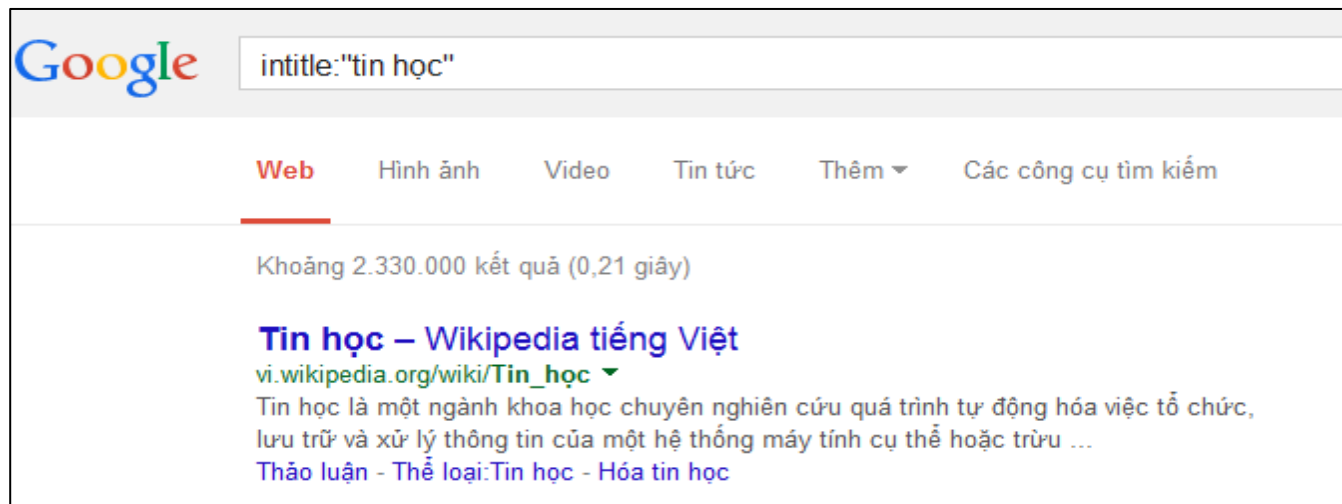 Google
intitle:"tin học"
Web Hình ảnh Video Tin tức Thêm Các công cụ tìm kiếm
Khoảng 2.330.000 kết quả (0,21 giây)
Tin học – Wikipedia tiếng Việt
vi.wikipedia.org/wiki/Tin_học
Tin học là một ngành khoa học chuyên nghiên cứu quá trình tự động hóa việc tổ chức,
lưu trữ và xử lý thông tin của một hệ thống máy tính cụ thể hoặc trừu ...
Thảo luận - Thể loại:Tin học - Hóa tin học